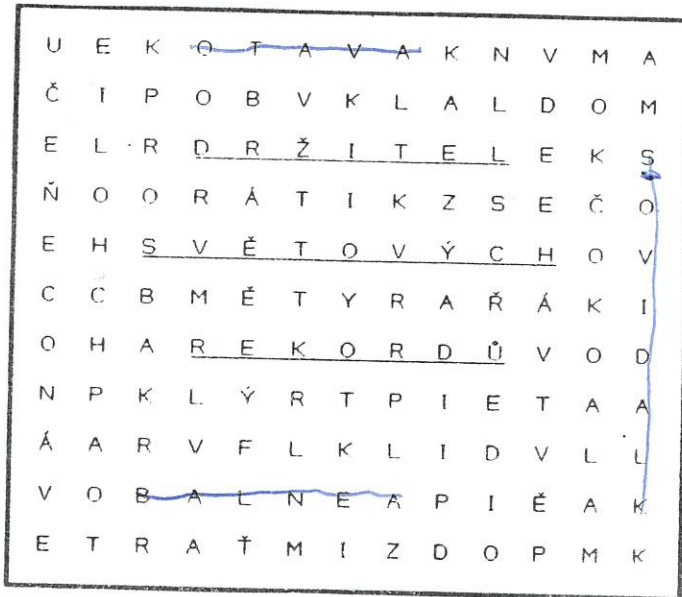 U E K O T A V A K N V M A
Č I P O B V K L A L D O M
E L R D R Ž I T E L E K S
Ň O O R Á T I K Z S E Č O
E H S V Ě T O V Ý C H O V
C C B M Ě T Y R A Ř Á K I
O H A R E K O R D Ů V O D
N P K L Ý R T P I E T A A
Á A R V F L K L I D V L L
V O B A L N E A P I Ě A K
E T R A Ť M I Z D O P M K